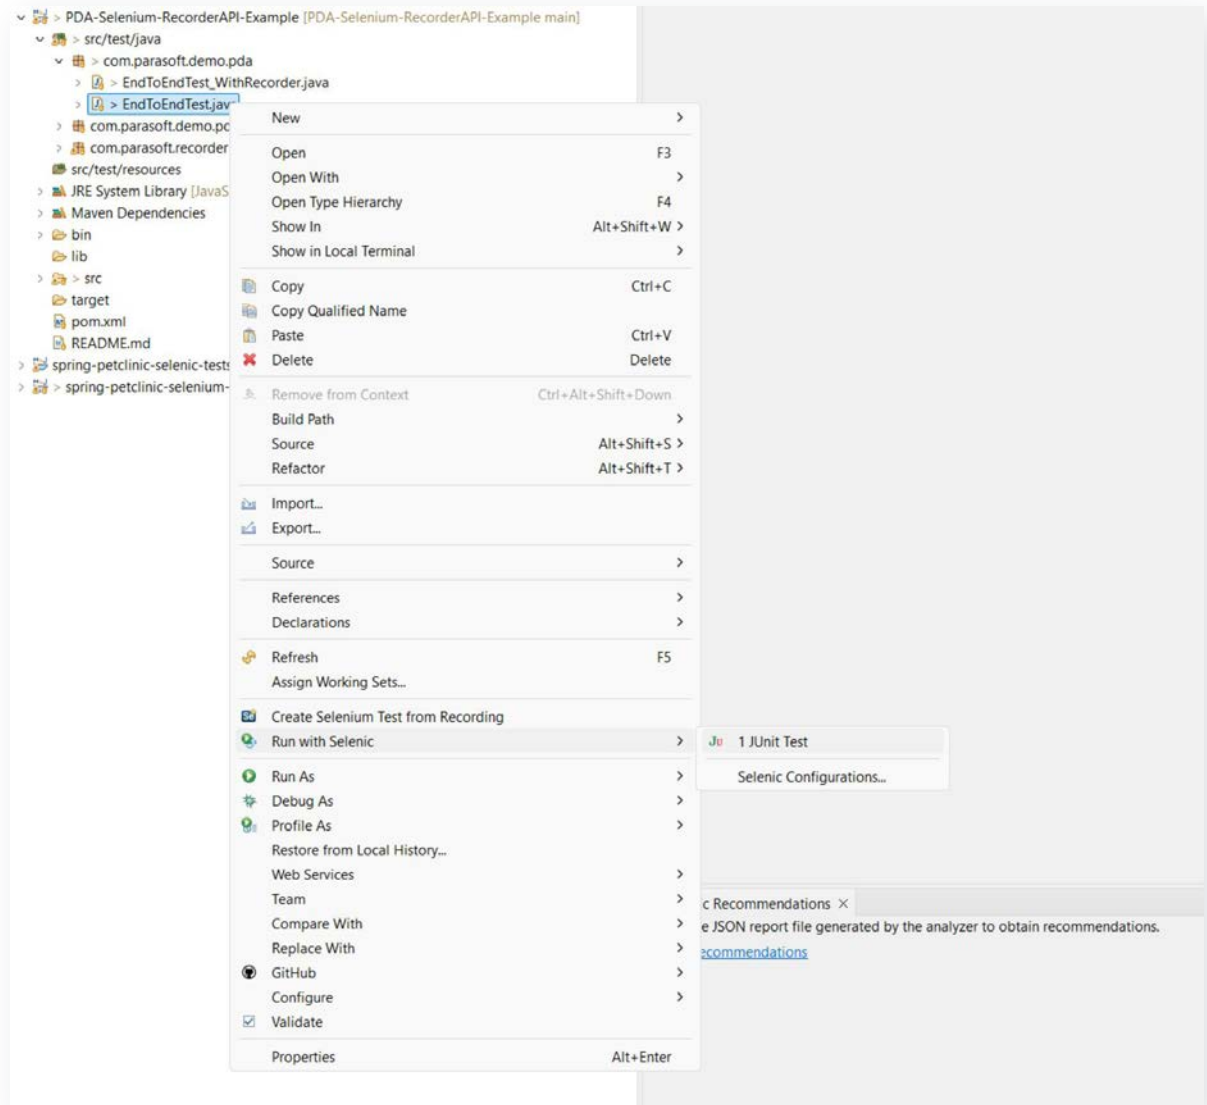 > PDA-Selenium-RecorderAPI-Example [PDA-Selenium-RecorderAPI-Example main]
> src/test/java
> com.parasoft.demo.pda
> EndToEndTest_WithRecorder.java
> EndToEndTest.java
com.parasoft.demo.pd
com.parasoft.recorder
src/test/resources
JRE System Library [JavaS
Maven Dependencies
bin
lib
> src
target
pom.xml
README.md
spring-petclinic-selenic-tests
> spring-petclinic-selenium-
New
Open F3
Open With
Open Type Hierarchy F4
Show In Alt+Shift+W
Show in Local Terminal
Copy Ctrl+C
Copy Qualified Name
Paste Ctrl+V
Delete Delete
Remove from Context Ctrl+Alt+Shift+Down
Build Path
Source Alt+Shift+S
Refactor Alt+Shift+T
Import...
Export...
Source
References
Declarations
Refresh F5
Assign Working Sets...
Create Selenium Test from Recording
Run with Selenic
Run As
Debug As
Profile As
Restore from Local History...
Web Services
Team
Compare With
Replace With
GitHub
Configure
Validate
Properties Alt+Enter
JU 1 JUnit Test
Selenic Configurations...
c Recommendations
e JSON report file generated by the analyzer to obtain recommendations.
ecommendations